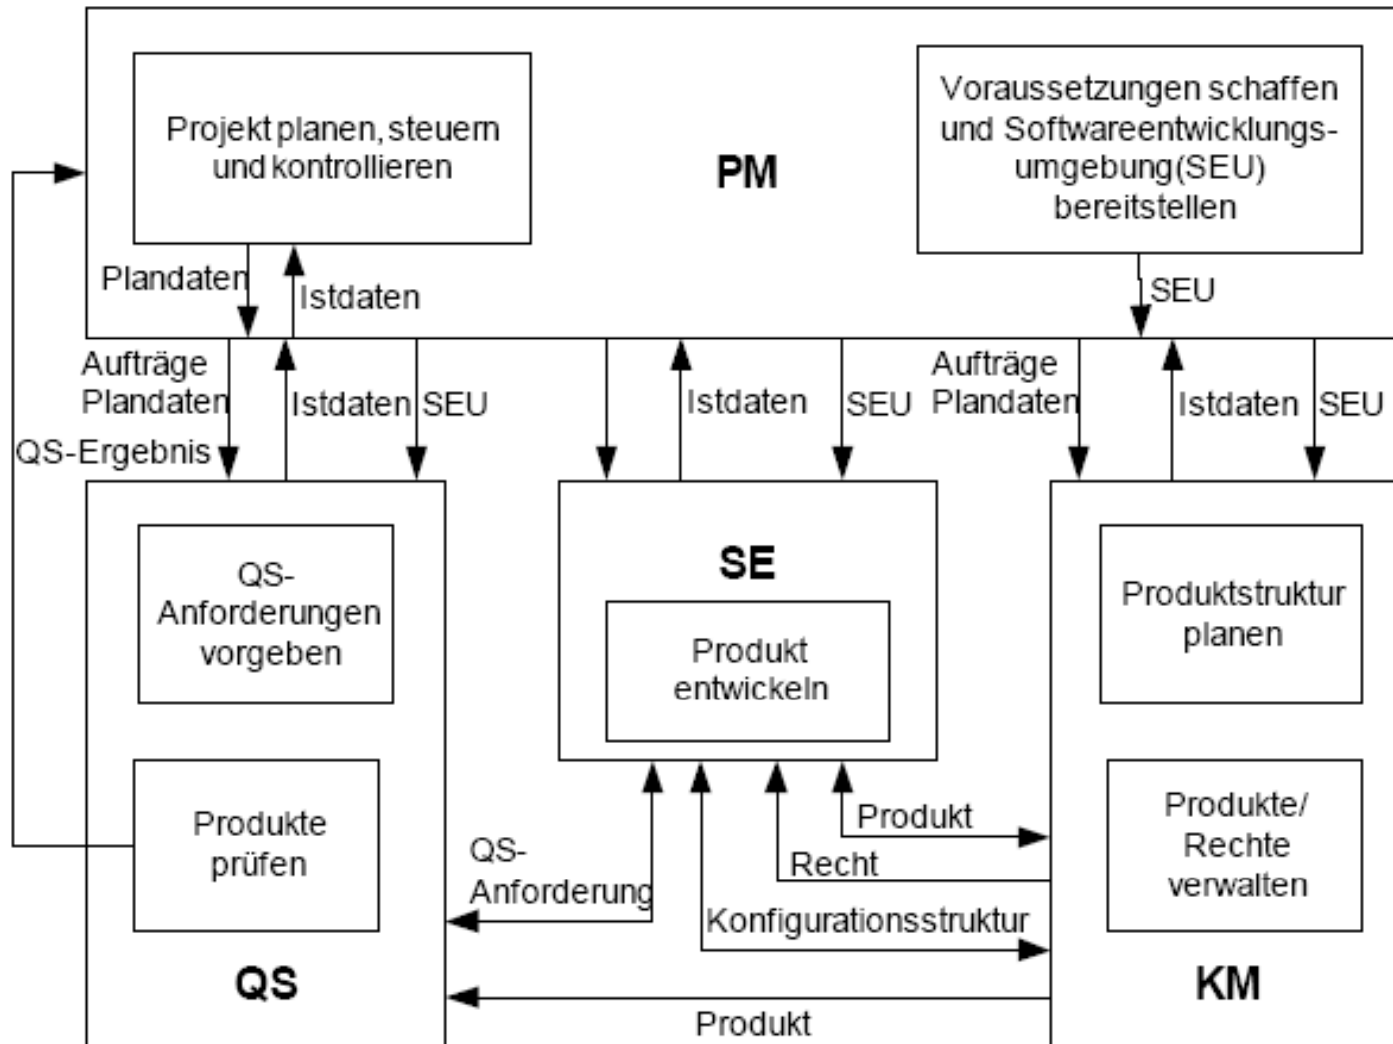 Projekt planen, steuern
und kontrollieren
PM
Voraussetzungen schaffen
und Softwareentwicklungs-
umgebung(SEU)
bereitstellen
Plandaten
Istdaten
SEU
Aufträge
Plandaten
Istdaten
SEU
Istdaten
SEU
Aufträge
Plandaten
Istdaten
SEU
QS-Ergebnis
QS-
Anforderungen
vorgeben
SE
Produkt
entwickeln
Produktstruktur
planen
Produkte
prüfen
QS-
Anforderung
Produkt
Recht
Konfigurationsstruktur
Produkte/
Rechte
verwalten
QS
KM
Produkt